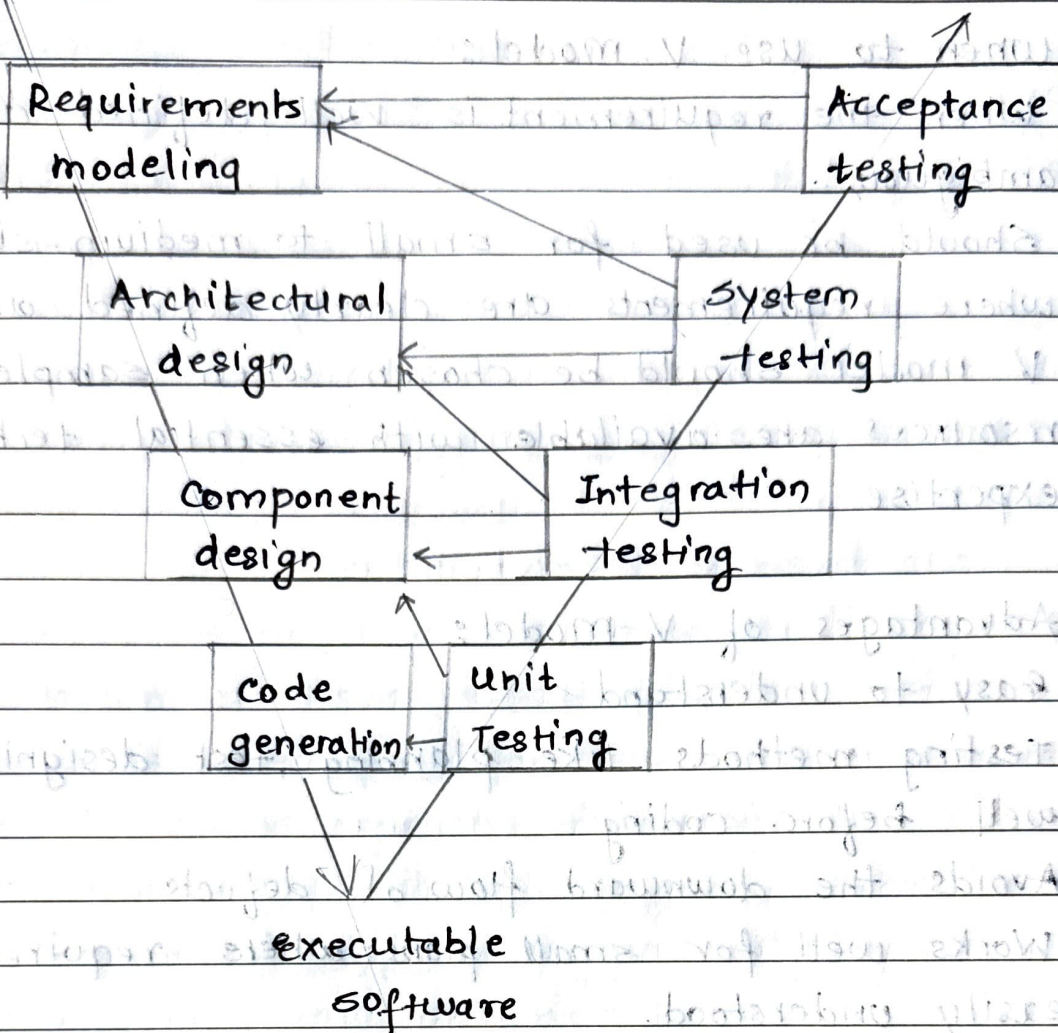 Requirements
modeling
Acceptance
testing
Architectural
design
System
testing
Component
design
Integration
testing
Code
generation
Unit
Testing
executable
software